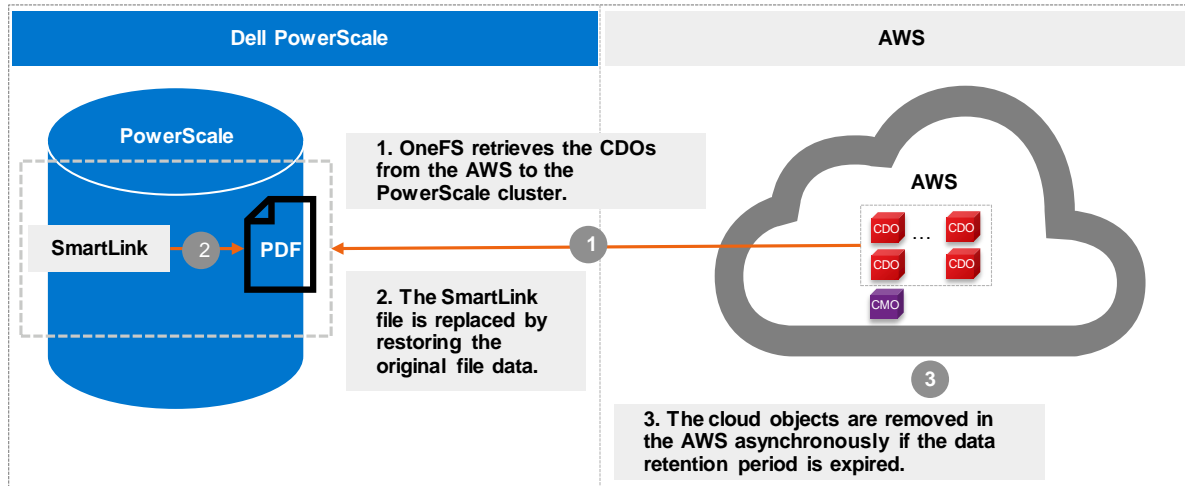 Dell PowerScale
AWS
PowerScale
1. OneFS retrieves the CDOs
from the AWS to the
PowerScale cluster.
AWS
CDO ... CDO
SmartLink
2
PDF
1
CDO CDO
2. The SmartLink
file is replaced by
restoring the
original file data.
CMO
3
3. The cloud objects are removed in
the AWS asynchronously if the data
retention period is expired.